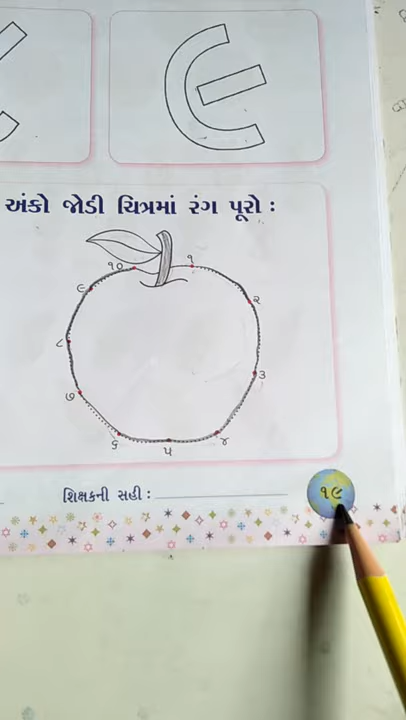 અંકો જોડી ચિત્રમાં રંગ પૂરો :
૧૦ ૧
૯ ૨
૮
૭ ૩
૬ ૫ ૪
શિક્ષકની સહી :
૧૯